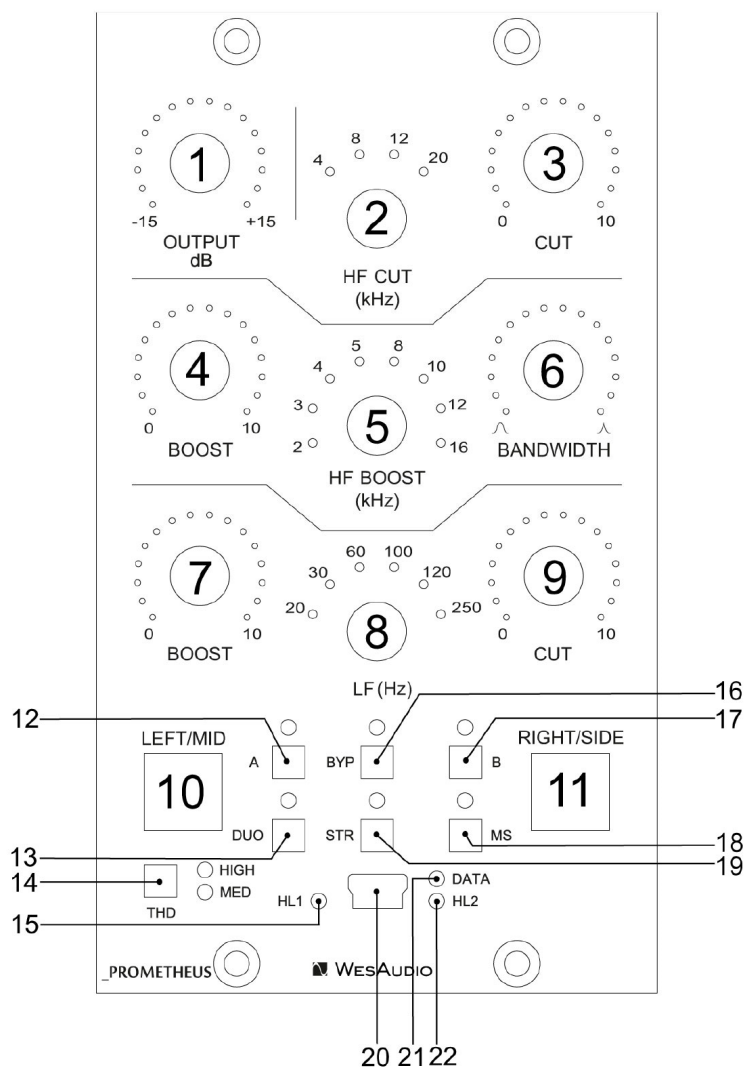 8 12
4 20
1 2 3
-15 +15 0 10
OUTPUT
dB
CUT
HF CUT
(kHz)
5 8
4 10
4 5 6
3 12
2 16
0 10
BOOST
BANDWIDTH
HF BOOST
(kHz)
60 100
30 120
20 250
7 8 9
0 10 0 10
BOOST CUT
LF (Hz)
16
12 17
LEFT/MID RIGHT/SIDE
A BYP B
10 11
DUO STR MS
13 18
19
14 HIGH
MED
THD
DATA
15 HL1 HL2
_PROMETHEUS WESAUDIO
20 21 22